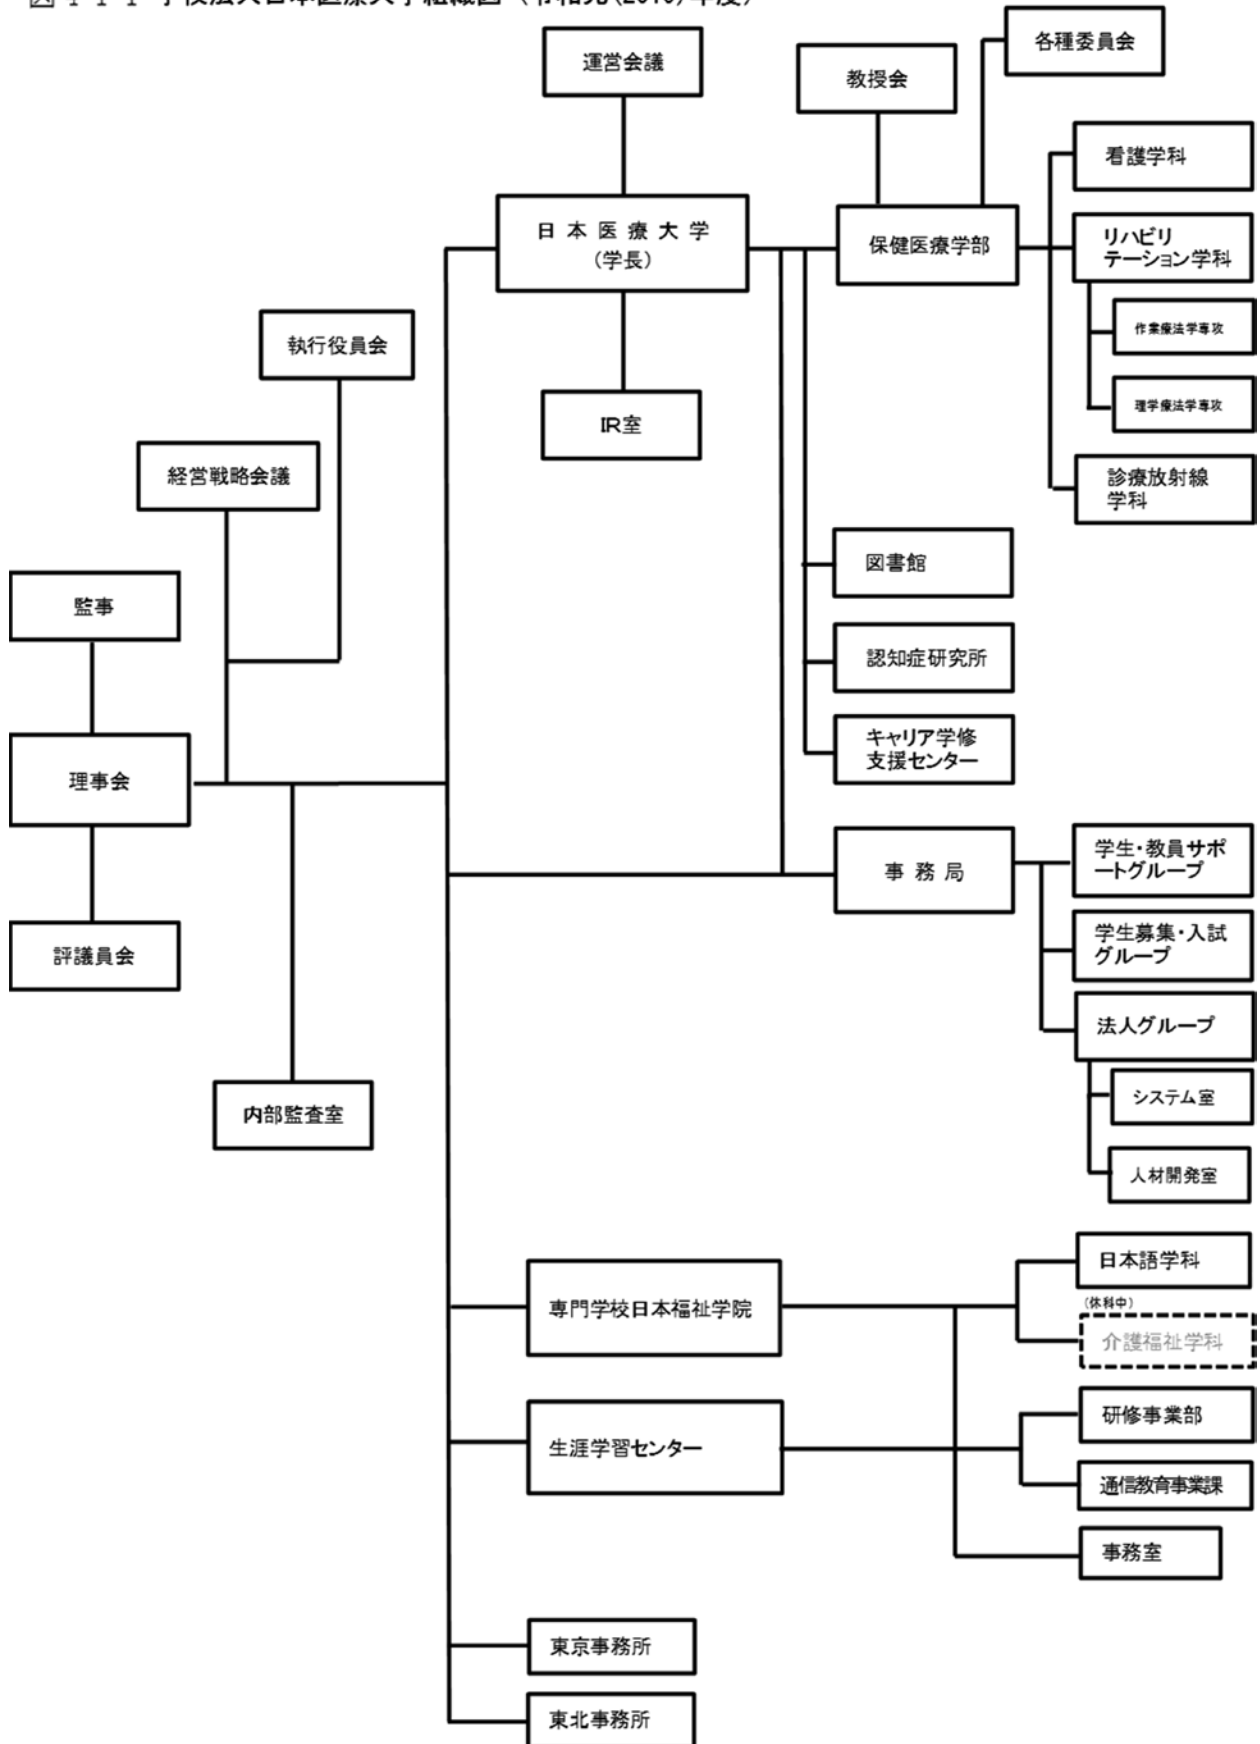 図 1-1-1 学校法人日本医療大学組織図 (令和元(2019)年度)
運営会議
教授会
各種委員会
看護学科
日本医療大学
(学長)
保健医療学部
リハビリ
テーション学科
作業療法学専攻
理学療法学専攻
診療放射線
学科
執行役員会
IR室
経営戦略会議
図書館
監事
認知症研究所
キャリア学修
支援センター
理事会
事務局
学生・教員サポ
ートグループ
学生募集・入試
グループ
評議員会
法人グループ
システム室
人材開発室
内部監査室
専門学校日本福祉学院
日本語学科
(休科中)
介護福祉学科
生涯学習センター
研修事業部
通信教育事業課
事務室
東京事務所
東北事務所